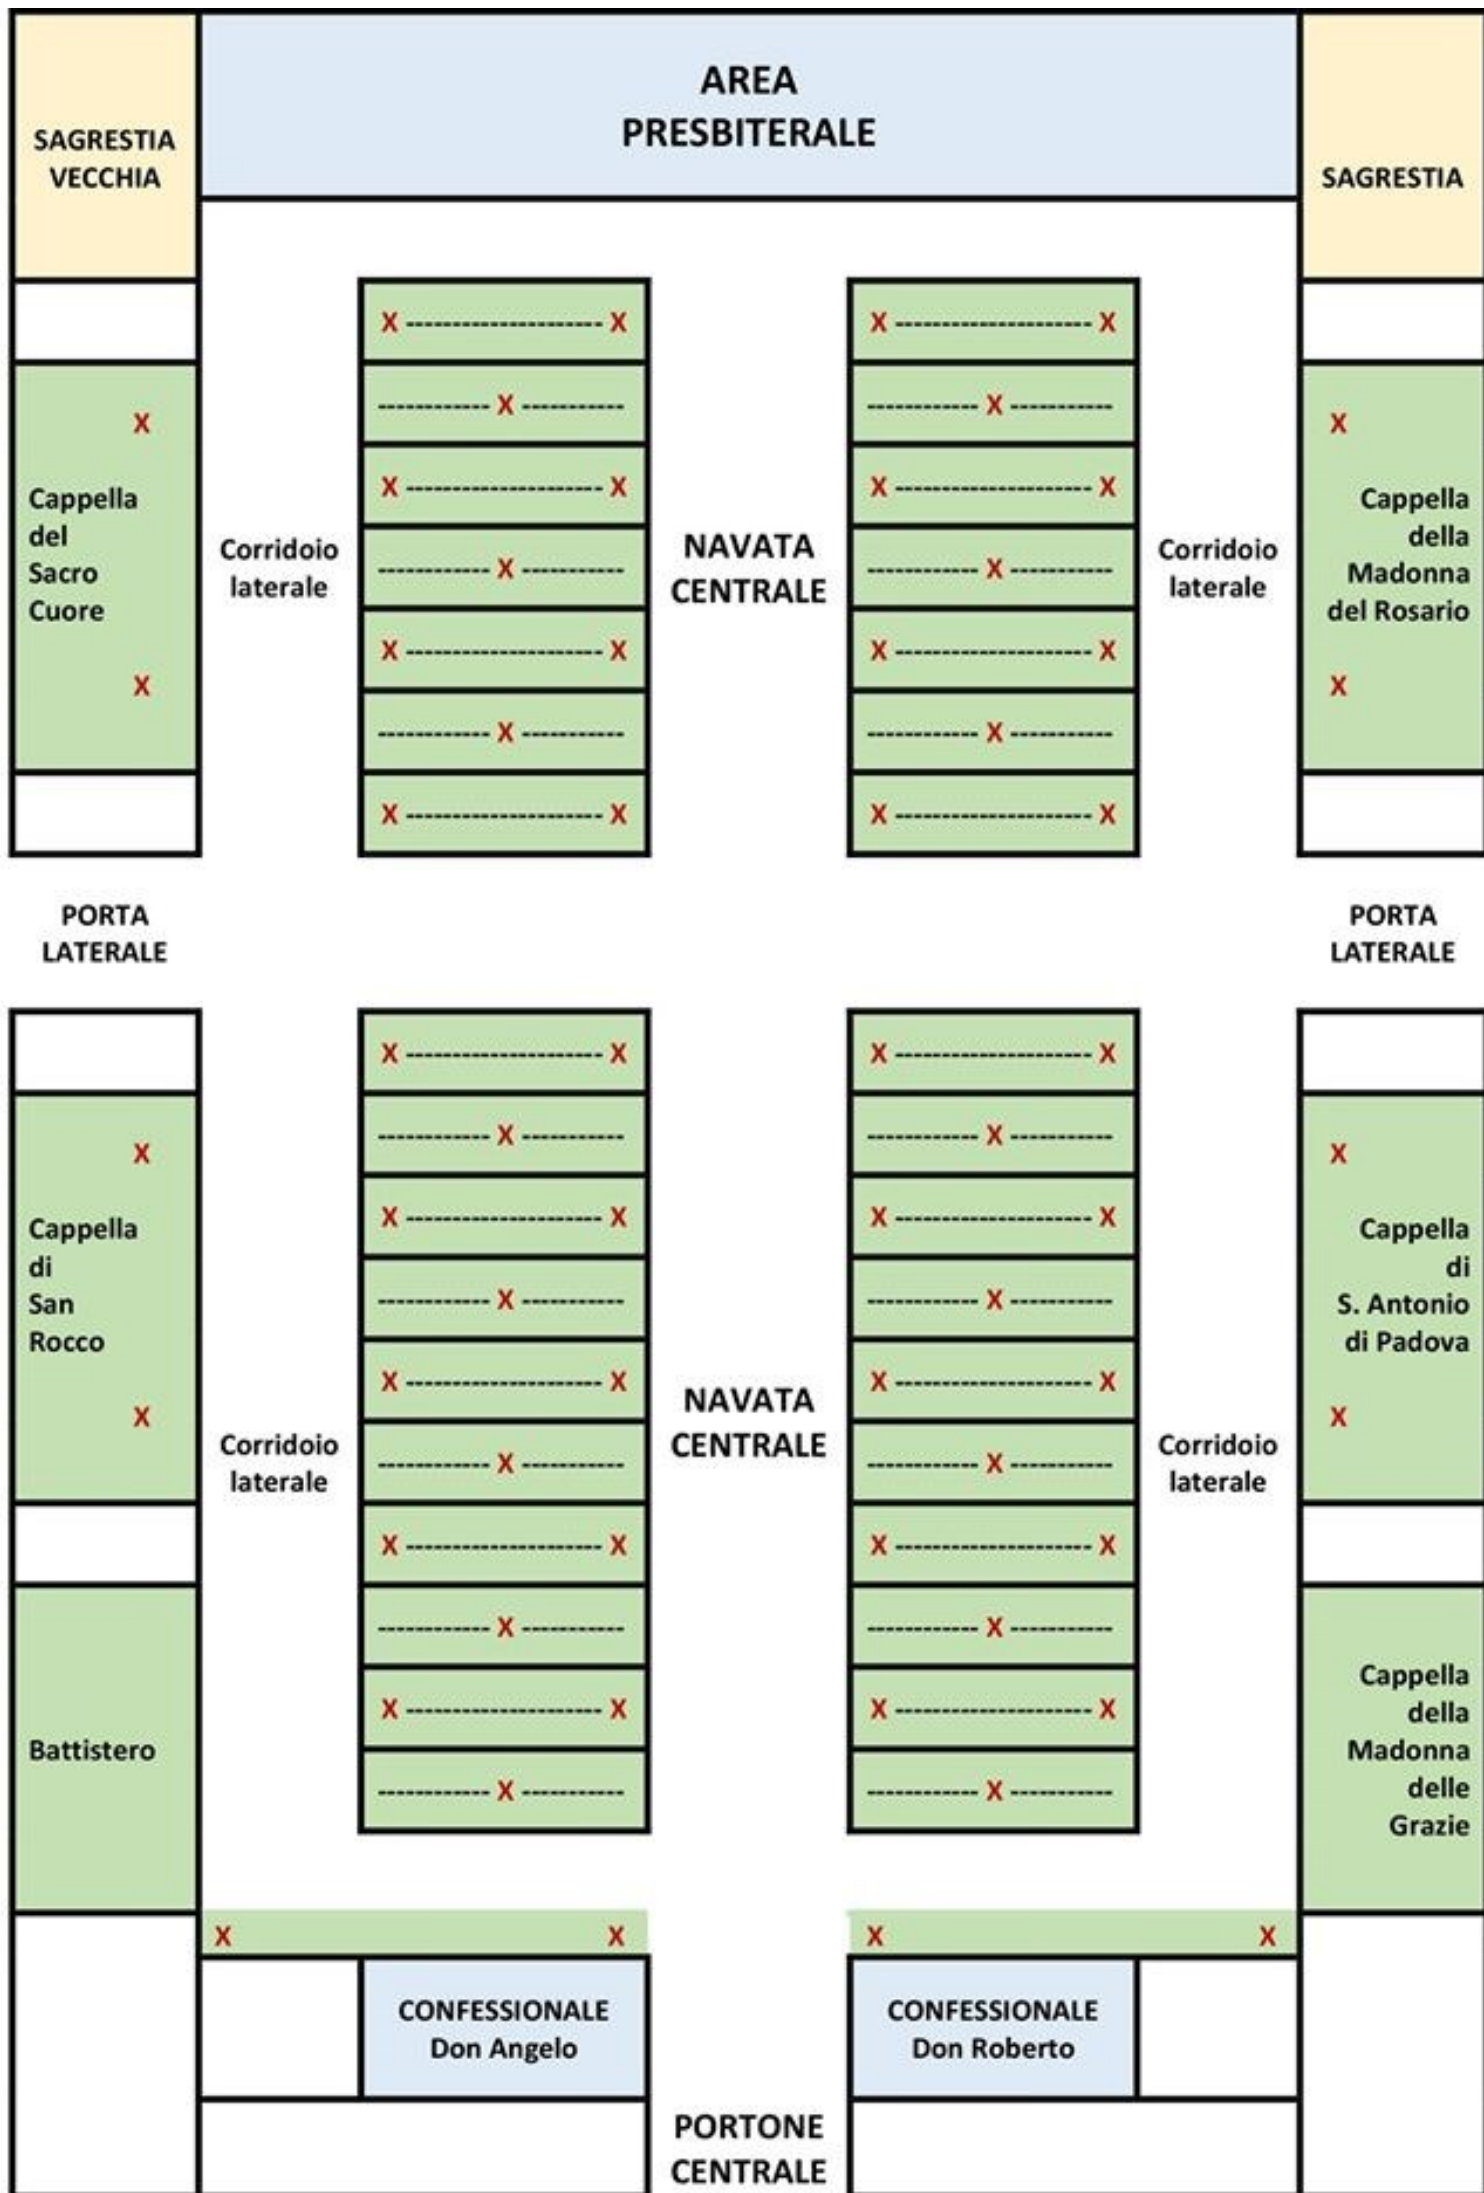 AREA
PRESBITERALE
SAGRESTIA
VECCHIA
SAGRESTIA
X --------------------- X
X --------------------- X
------------ X -----------
------------ X -----------
X --------------------- X
X --------------------- X
------------ X -----------
------------ X -----------
X --------------------- X
X --------------------- X
------------ X -----------
------------ X -----------
X --------------------- X
X --------------------- X
X
Cappella
del
Sacro
Cuore
X
Corridoio
laterale
NAVATA
CENTRALE
Corridoio
laterale
X
Cappella
della
Madonna
del Rosario
X
PORTA
LATERALE
PORTA
LATERALE
X --------------------- X
X --------------------- X
------------ X -----------
------------ X -----------
X --------------------- X
X --------------------- X
------------ X -----------
------------ X -----------
X --------------------- X
X --------------------- X
------------ X -----------
------------ X -----------
X --------------------- X
X --------------------- X
------------ X -----------
------------ X -----------
X --------------------- X
X --------------------- X
------------ X -----------
------------ X -----------
X
Cappella
di
San
Rocco
X
Corridoio
laterale
NAVATA
CENTRALE
Corridoio
laterale
X
Cappella
di
S. Antonio
di Padova
X
Battistero
Cappella
della
Madonna
delle
Grazie
X X
X X
CONFESSIONALE
Don Angelo
CONFESSIONALE
Don Roberto
PORTONE
CENTRALE